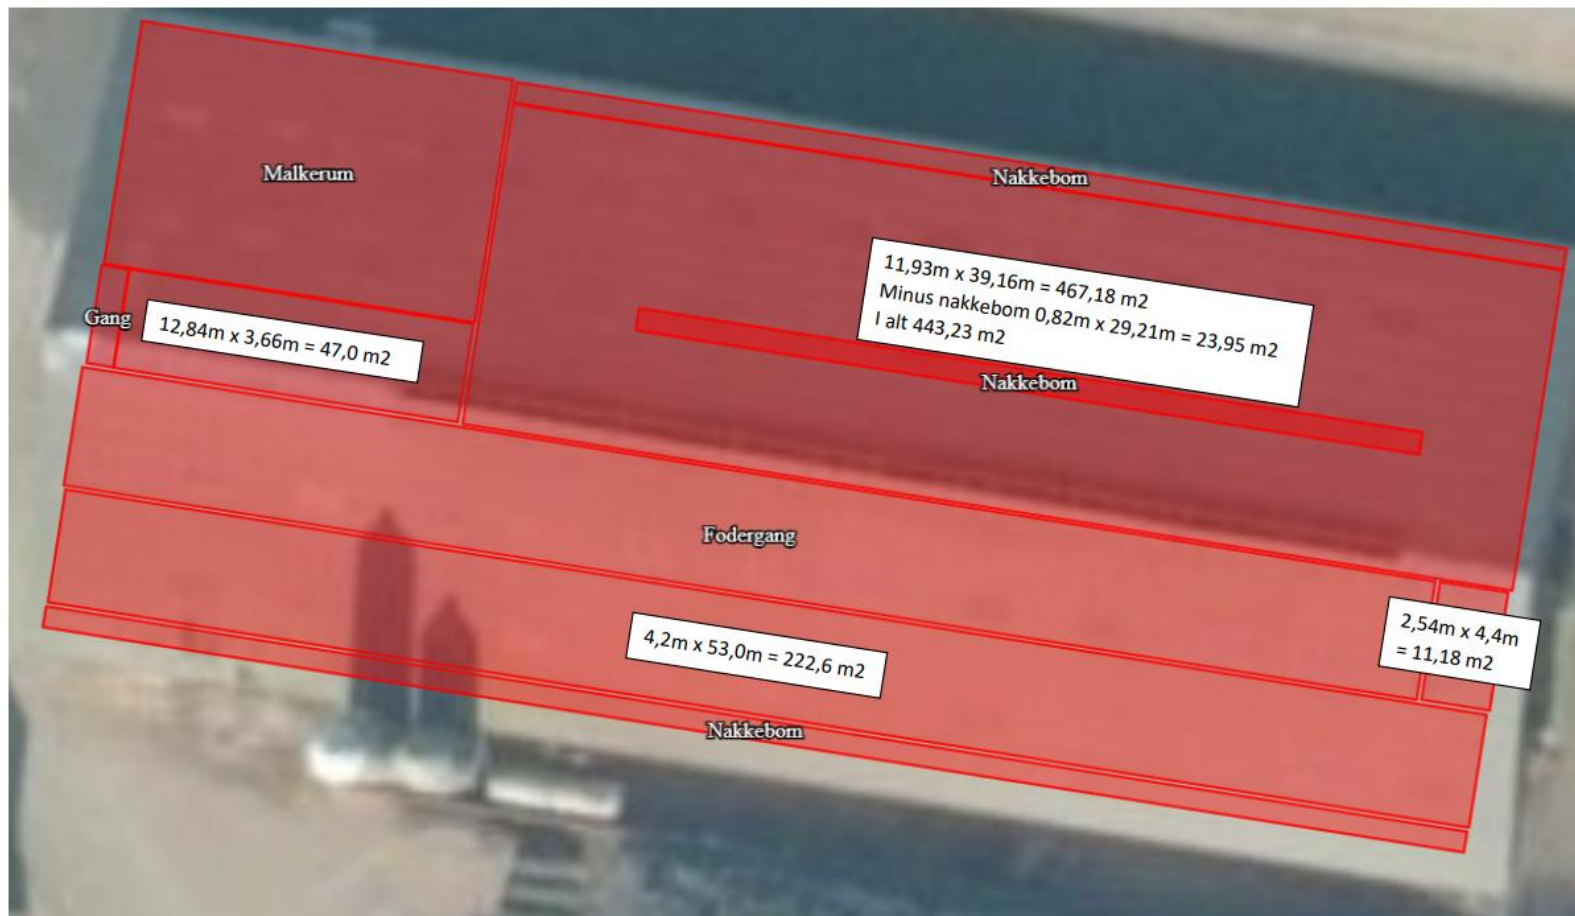 Malkerum
Nakkebom
11,93m x 39,16m = 467,18 m2
Minus nakkebom 0,82m x 29,21m = 23,95 m2
I alt 443,23 m2
Gang
12,84m x 3,66m = 47,0 m2
Nakkebom
Fodergang
2,54m x 4,4m
= 11,18 m2
4,2m x 53,0m = 222,6 m2
Nakkebom